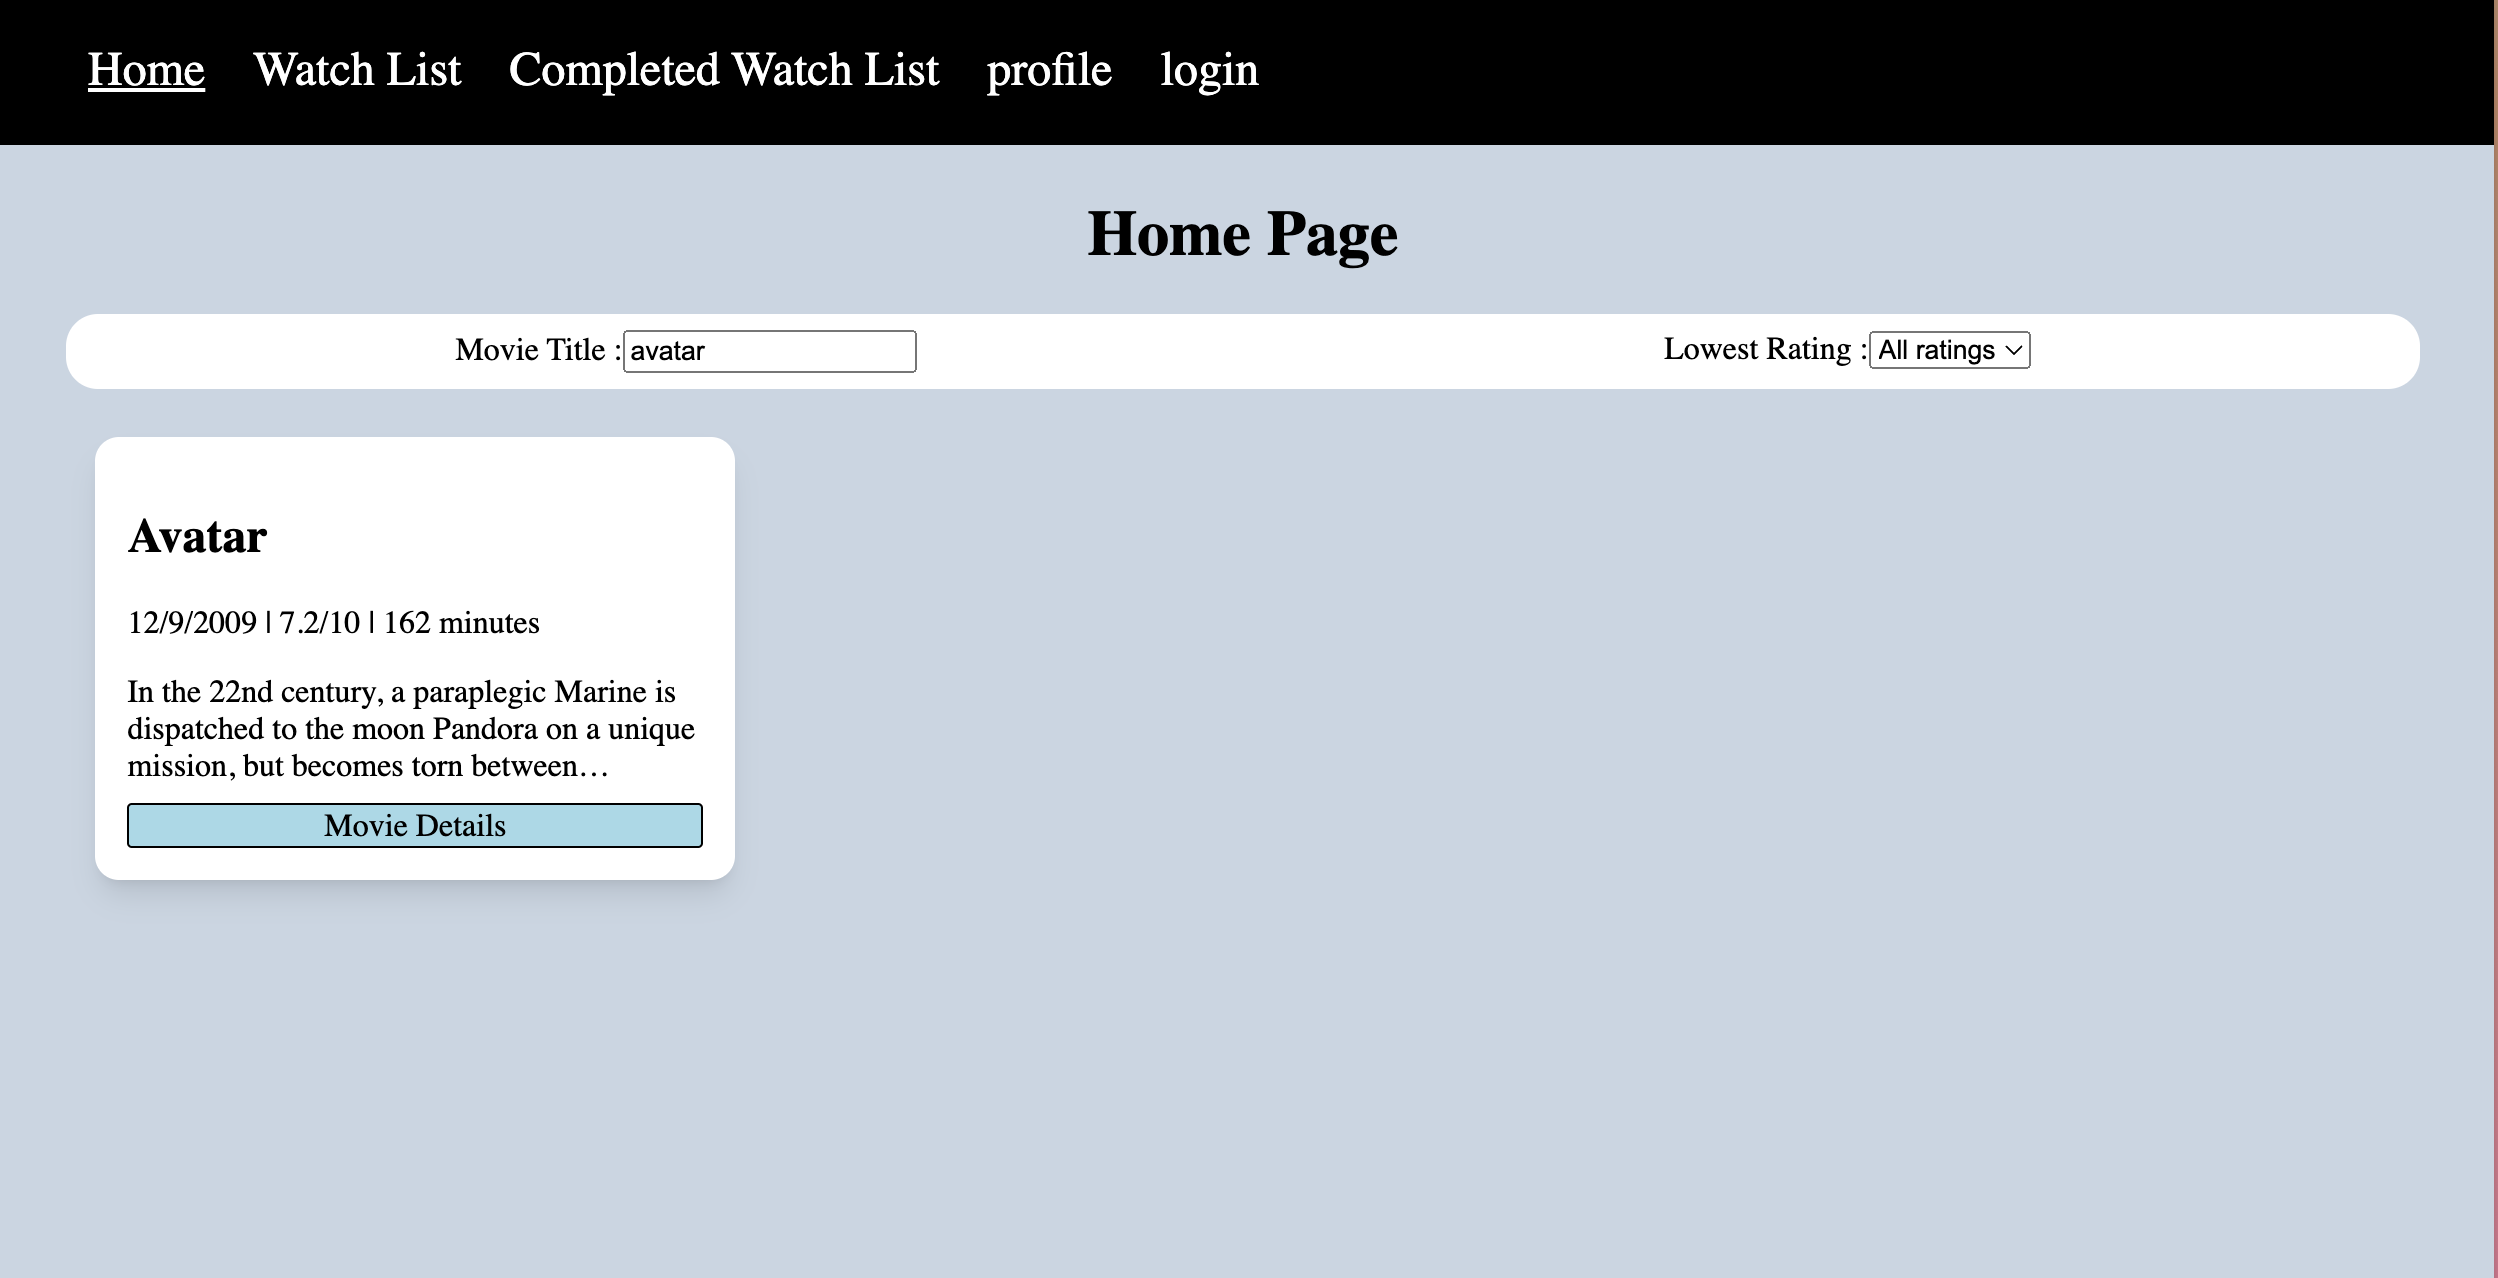 Home Watch List Completed Watch List profile login
Home Page
Movie Title : avatar Lowest Rating : All ratings
Avatar
12/9/2009 | 7.2/10 | 162 minutes
In the 22nd century, a paraplegic Marine is
dispatched to the moon Pandora on a unique
mission, but becomes torn between…
Movie Details